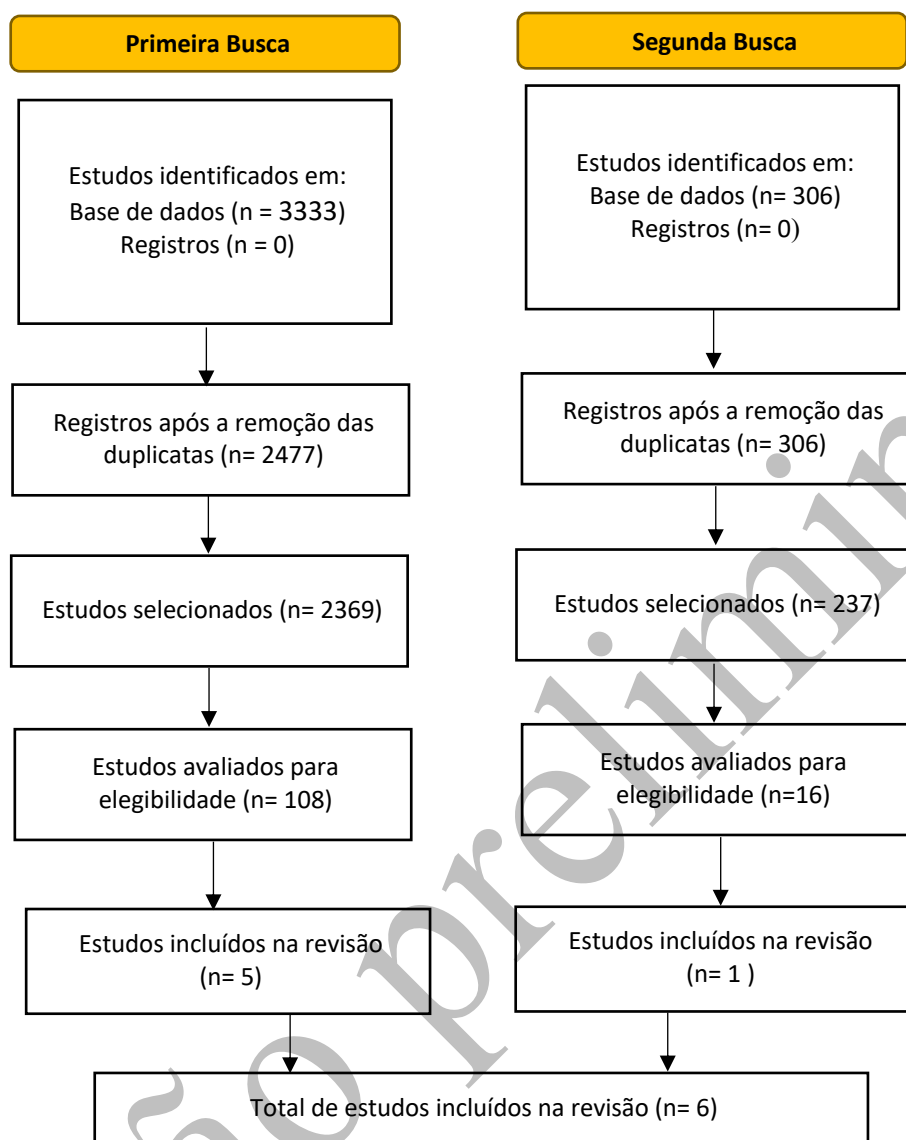 Primeira Busca
Estudos identificados em:
Base de dados (n = 3333)
Registros (n = 0)
Registros após a remoção das
duplicatas (n= 2477)
Estudos selecionados (n= 2369)
Estudos avaliados para
elegibilidade (n= 108)
Estudos incluídos na revisão
(n= 5)
Segunda Busca
Estudos identificados em:
Base de dados (n= 306)
Registros (n= 0)
Registros após a remoção das
duplicatas (n= 306)
Estudos selecionados (n= 237)
Estudos avaliados para
elegibilidade (n=16)
Estudos incluídos na revisão
(n= 1 )
Total de estudos incluídos na revisão (n= 6)
ão prelimin